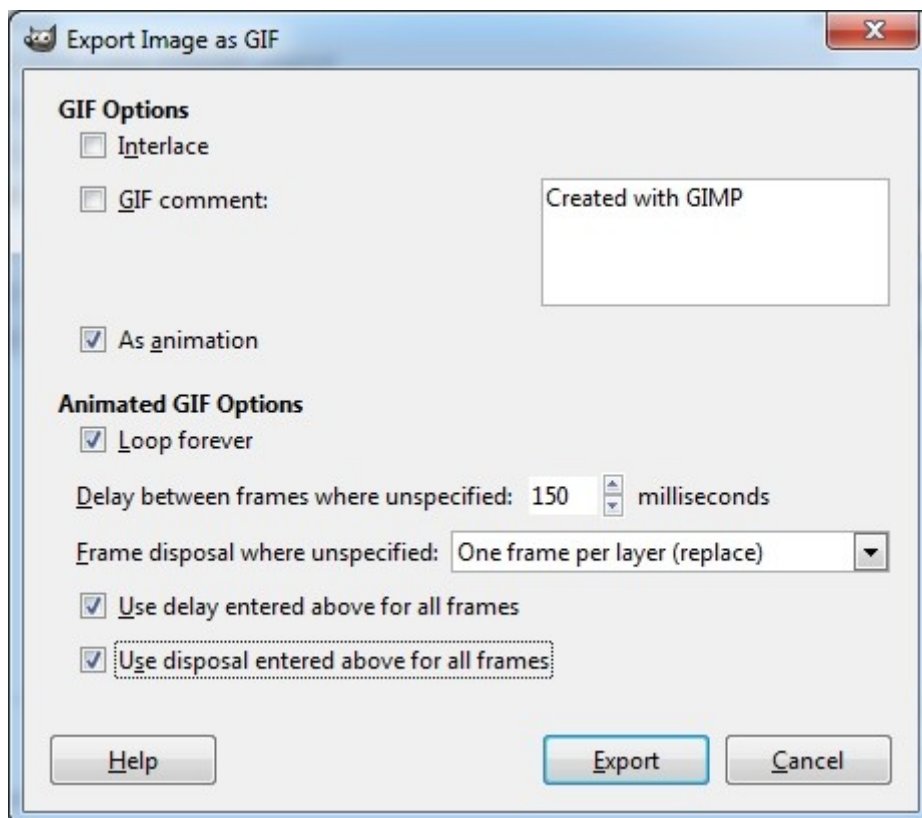 Export Image as GIF
GIF Options
Interlace
GIF comment:
Created with GIMP
As animation
Animated GIF Options
Loop forever
Delay between frames where unspecified: 150 milliseconds
Frame disposal where unspecified: One frame per layer (replace)
Use delay entered above for all frames
Use disposal entered above for all frames
Help
Export
Cancel